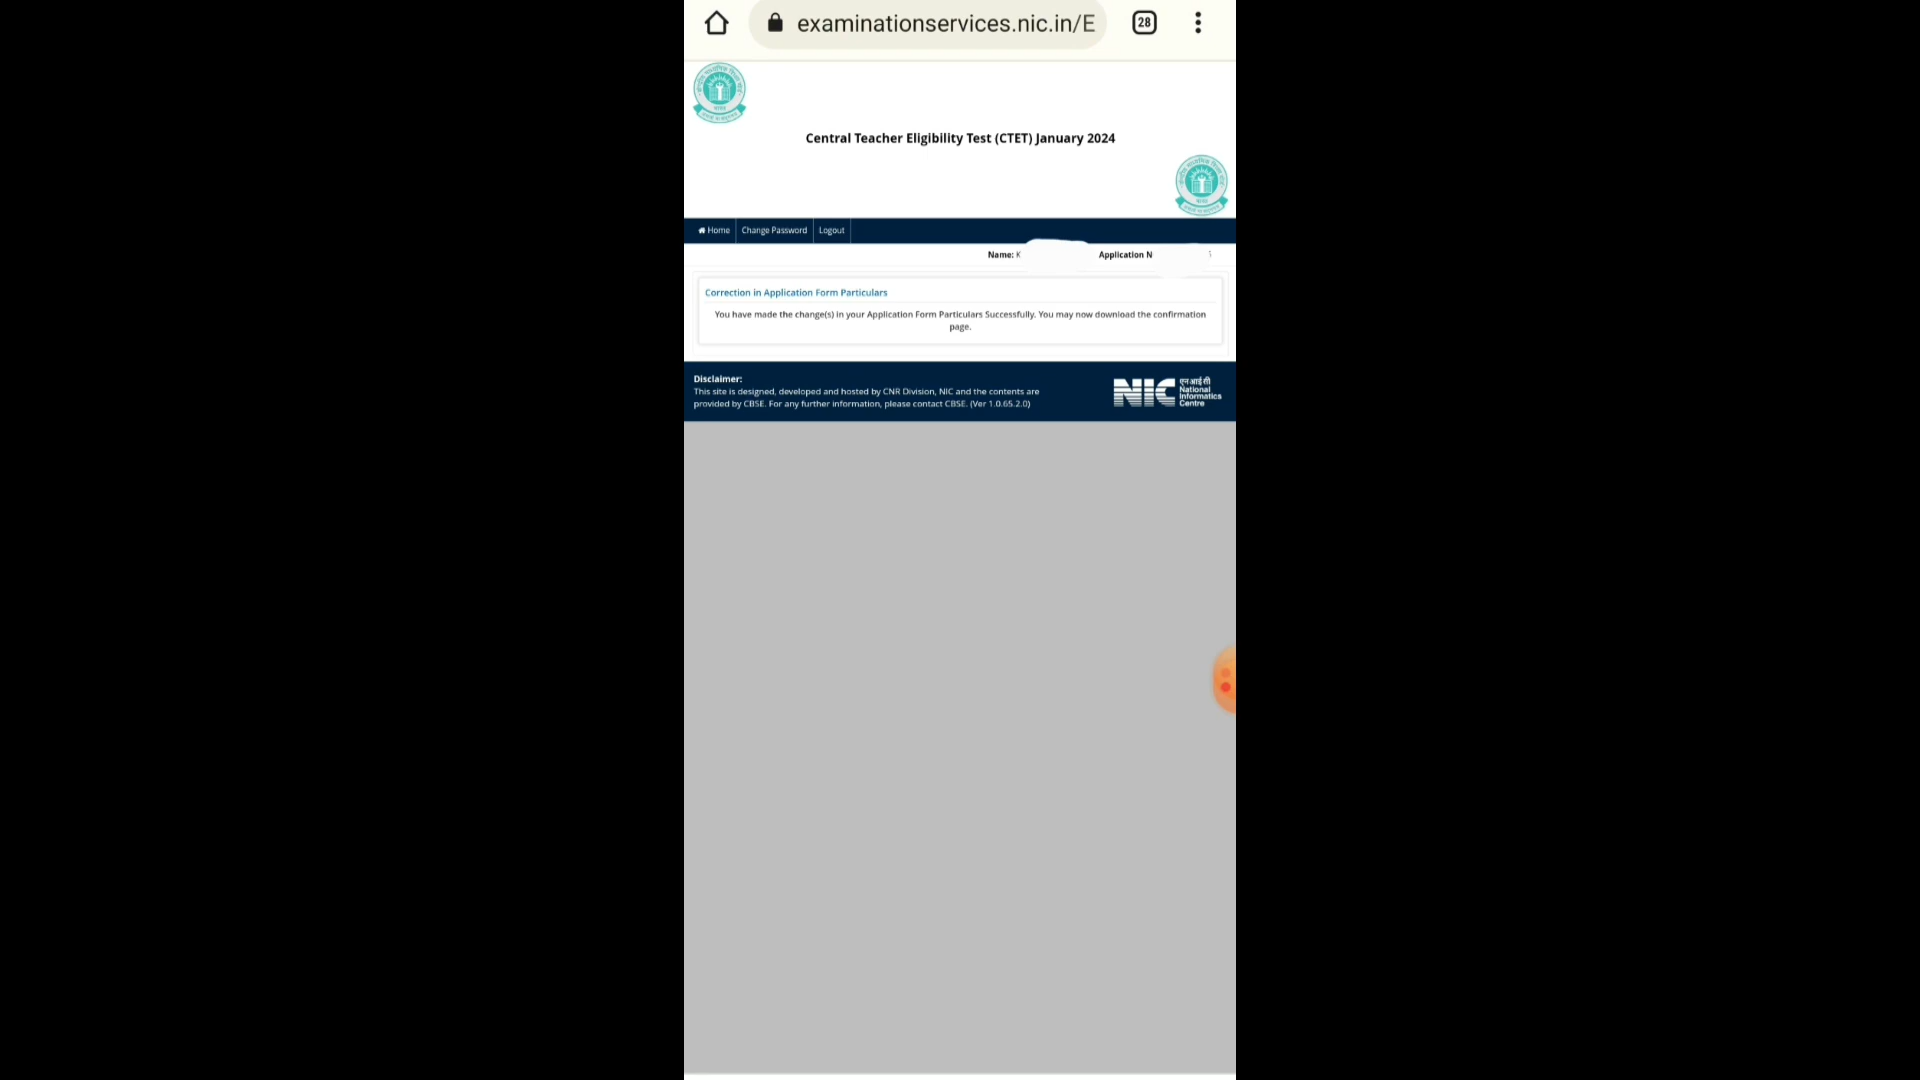 examinationservices.nic.in/E
28
Central Teacher Eligibility Test (CTET) January 2024
Home Change Password Logout
Name: K Application N
Correction in Application Form Particulars
You have made the change(s) in your Application Form Particulars Successfully. You may now download the confirmation
page.
Disclaimer:
This site is designed, developed and hosted by CNR Division, NIC and the contents are
provided by CBSE. For any further information, please contact CBSE. (Ver 1.0.65.2.0)
NIC
एन आई सी
National
Informatics
Centre